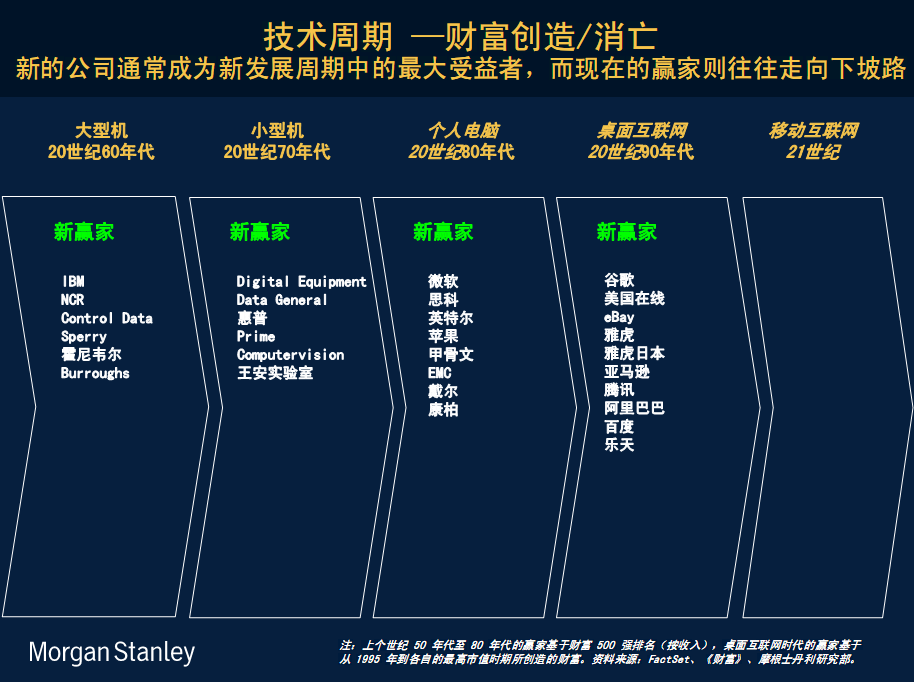 技术周期 —财富创造/消亡
新的公司通常成为新发展周期中的最大受益者，而现在的赢家则往往走向下坡路
大型机
20世纪60年代
小型机
20世纪70年代
个人电脑
20世纪80年代
桌面互联网
20世纪90年代
移动互联网
21世纪
新赢家
IBM
NCR
Control Data
Sperry
霍尼韦尔
Burroughs
新赢家
Digital Equipment
Data General
惠普
Prime
Computervision
王安实验室
新赢家
微软
思科
英特尔
苹果
甲骨文
EMC
戴尔
康柏
新赢家
谷歌
美国在线
eBay
雅虎
雅虎日本
亚马逊
腾讯
阿里巴巴
百度
乐天
Morgan Stanley
注：上个世纪 50 年代至 80 年代的赢家基于财富 500 强排名（按收入），桌面互联网时代的赢家基于
从 1995 年到各自的最高市值时期所创造的财富。资料来源：FactSet、《财富》、摩根士丹利研究部。